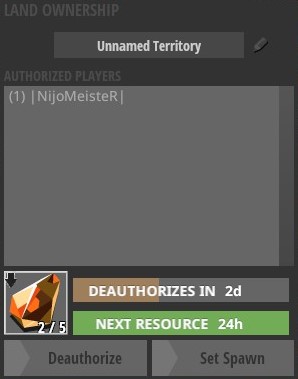 LAND OWNERSHIP
Unnamed Territory
AUTHORIZED PLAYERS
(1) |NijoMeisteR|
DEAUTHORIZES IN 2d
2 / 5
NEXT RESOURCE 24h
Deauthorize
Set Spawn